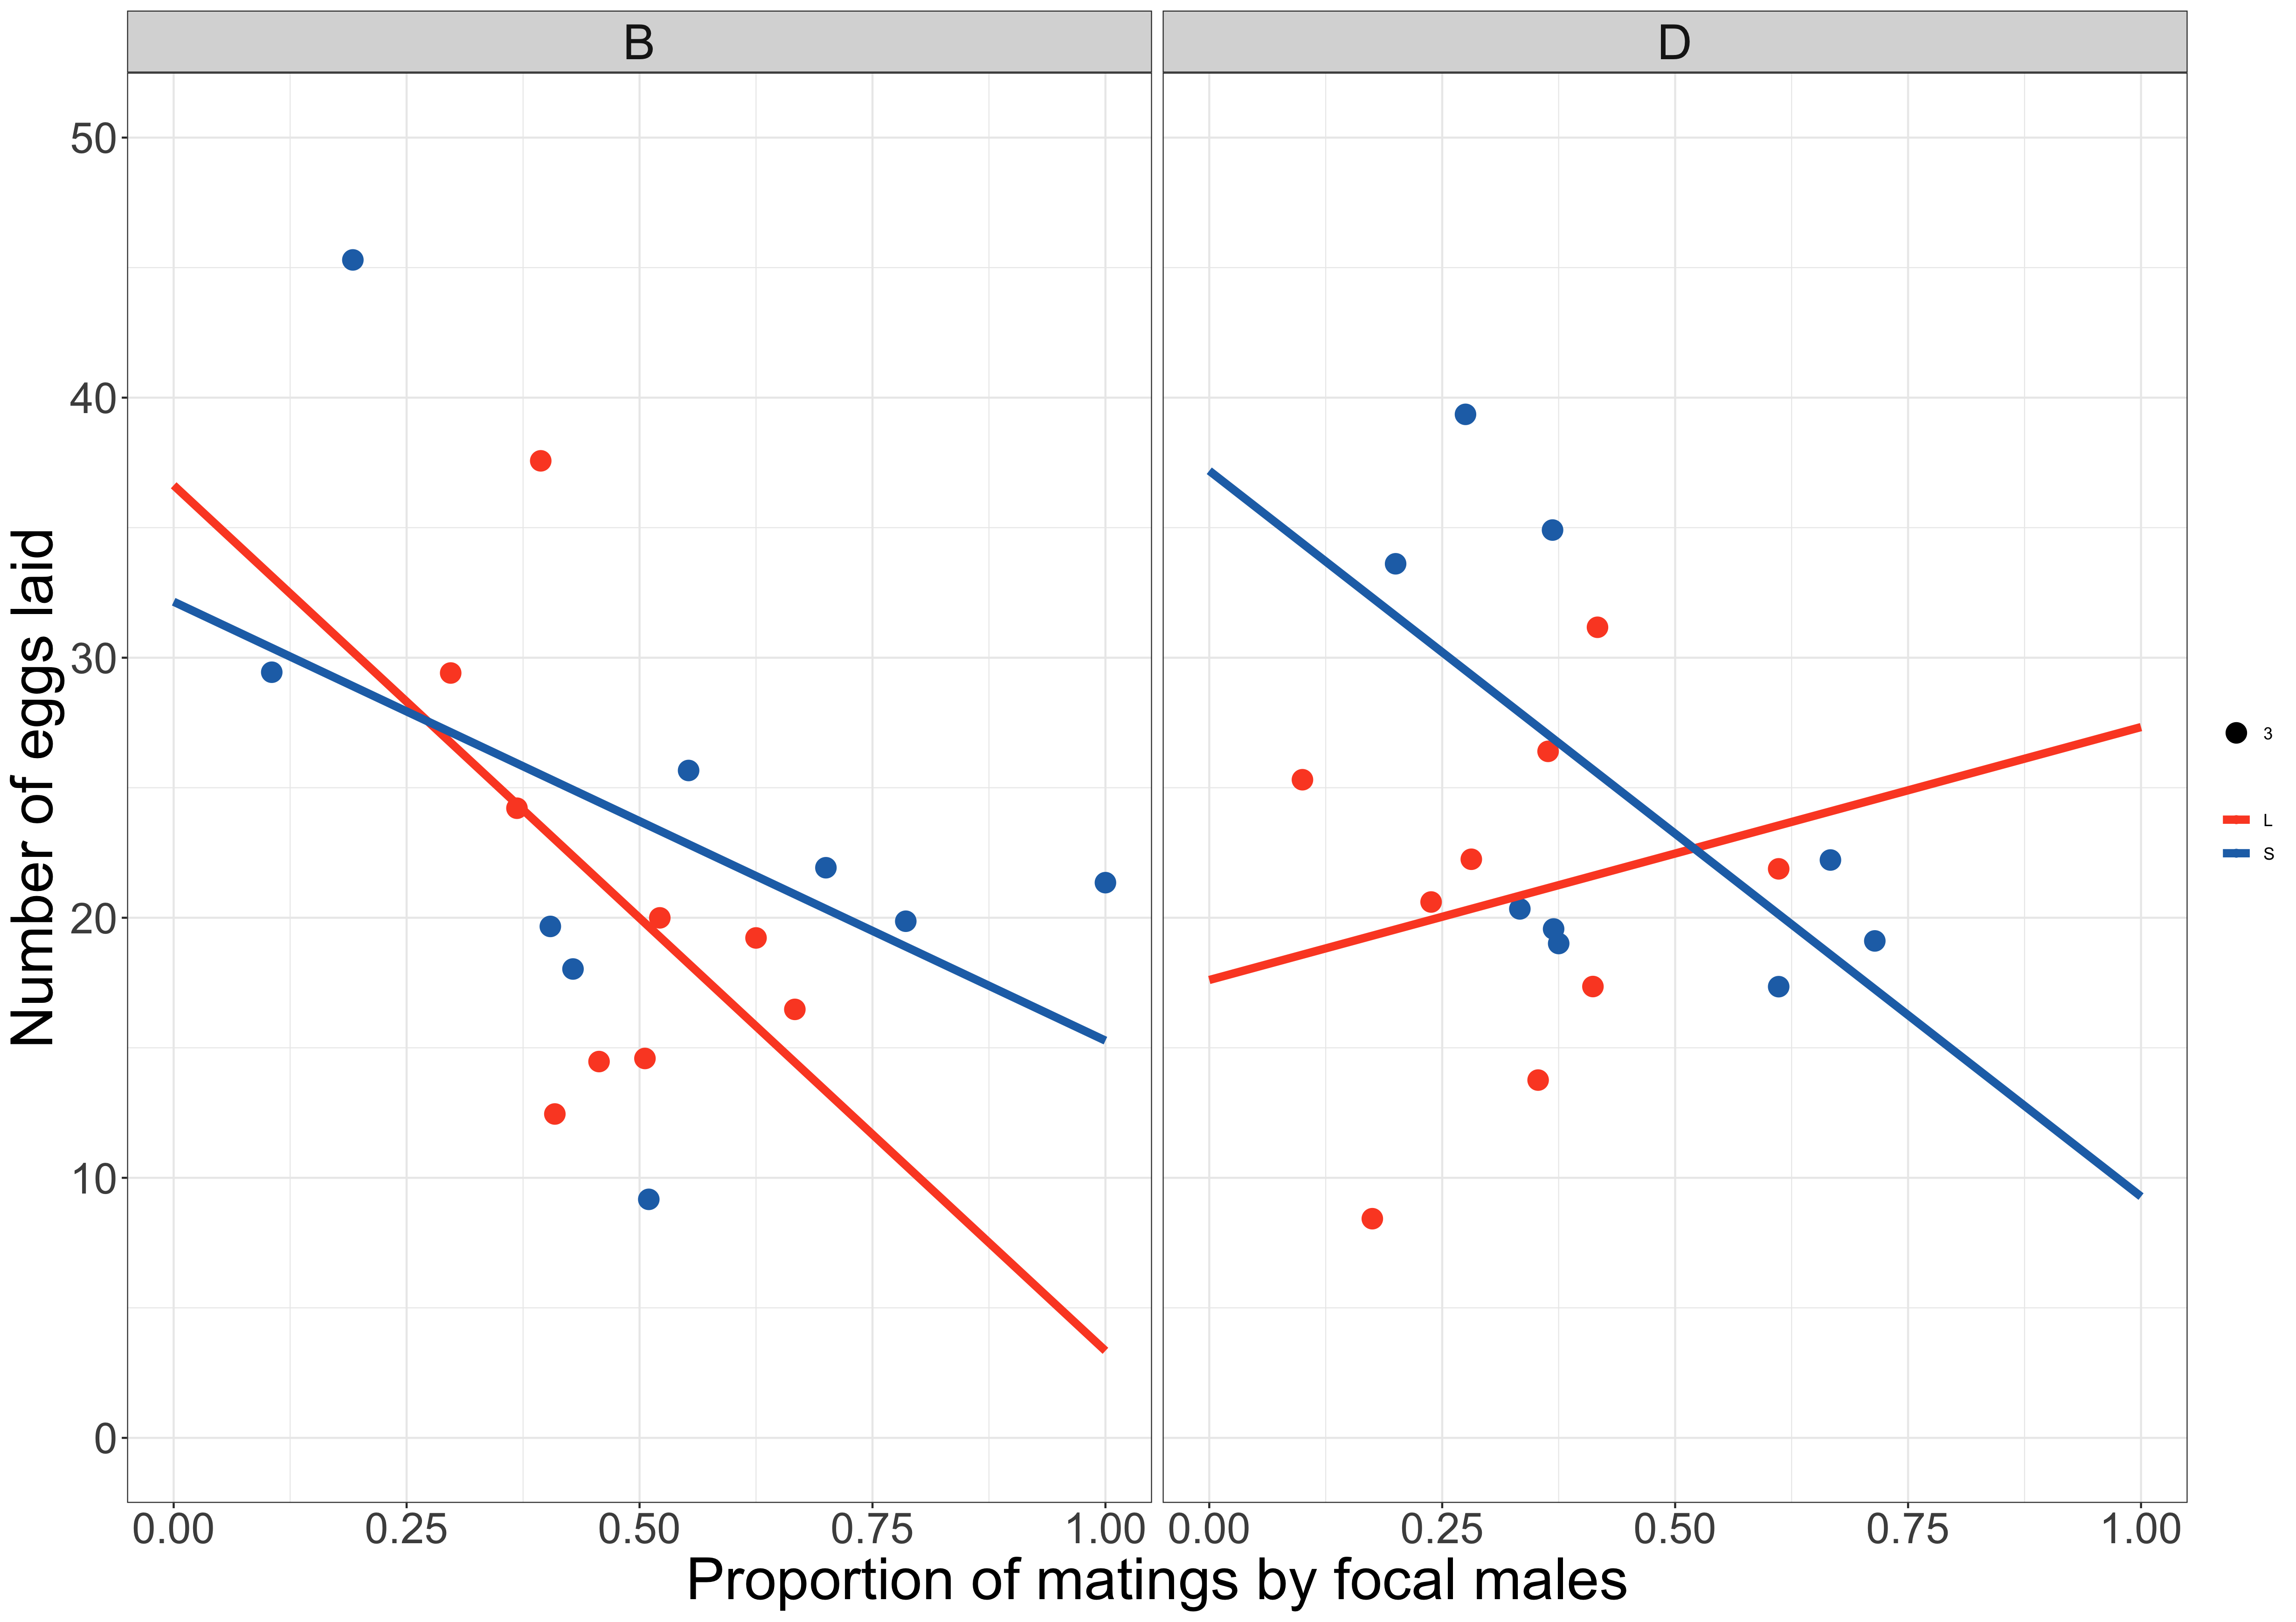 B
D
50
40
30
20
10
0
Number of eggs laid
3
L
S
0.00 0.25 0.50 0.75 1.00 0.00 0.25 0.50 0.75 1.00
Proportion of matings by focal males